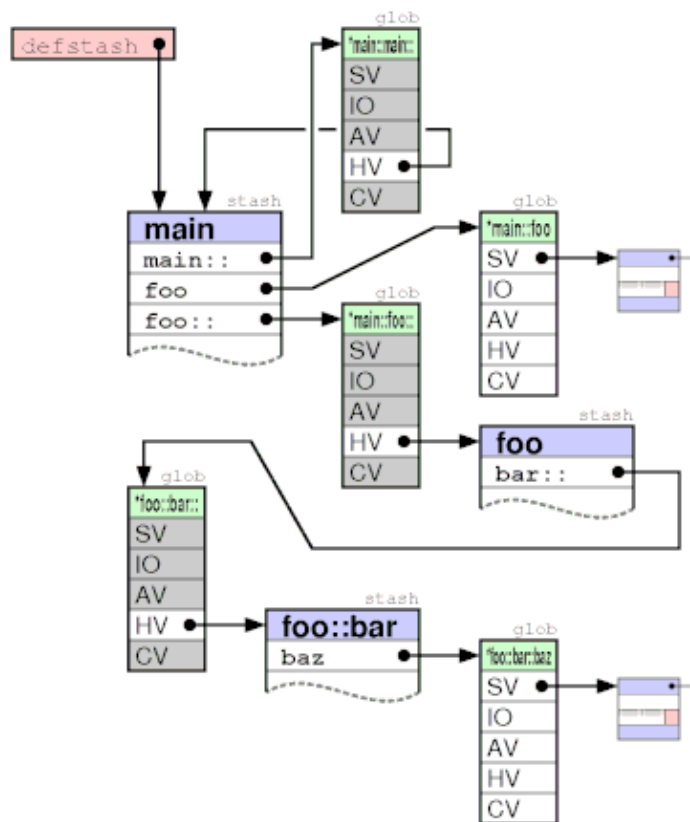 glob
defstash
*main::main::
SV
IO
AV
HV
CV
stash
main
main::
foo
foo::
glob
*main::foo
SV
IO
AV
HV
CV
glob
*main::foo::
SV
IO
AV
HV
CV
stash
foo
bar::
glob
*foo::bar::
SV
IO
AV
HV
CV
stash
foo::bar
baz
glob
*foo::bar::baz
SV
IO
AV
HV
CV